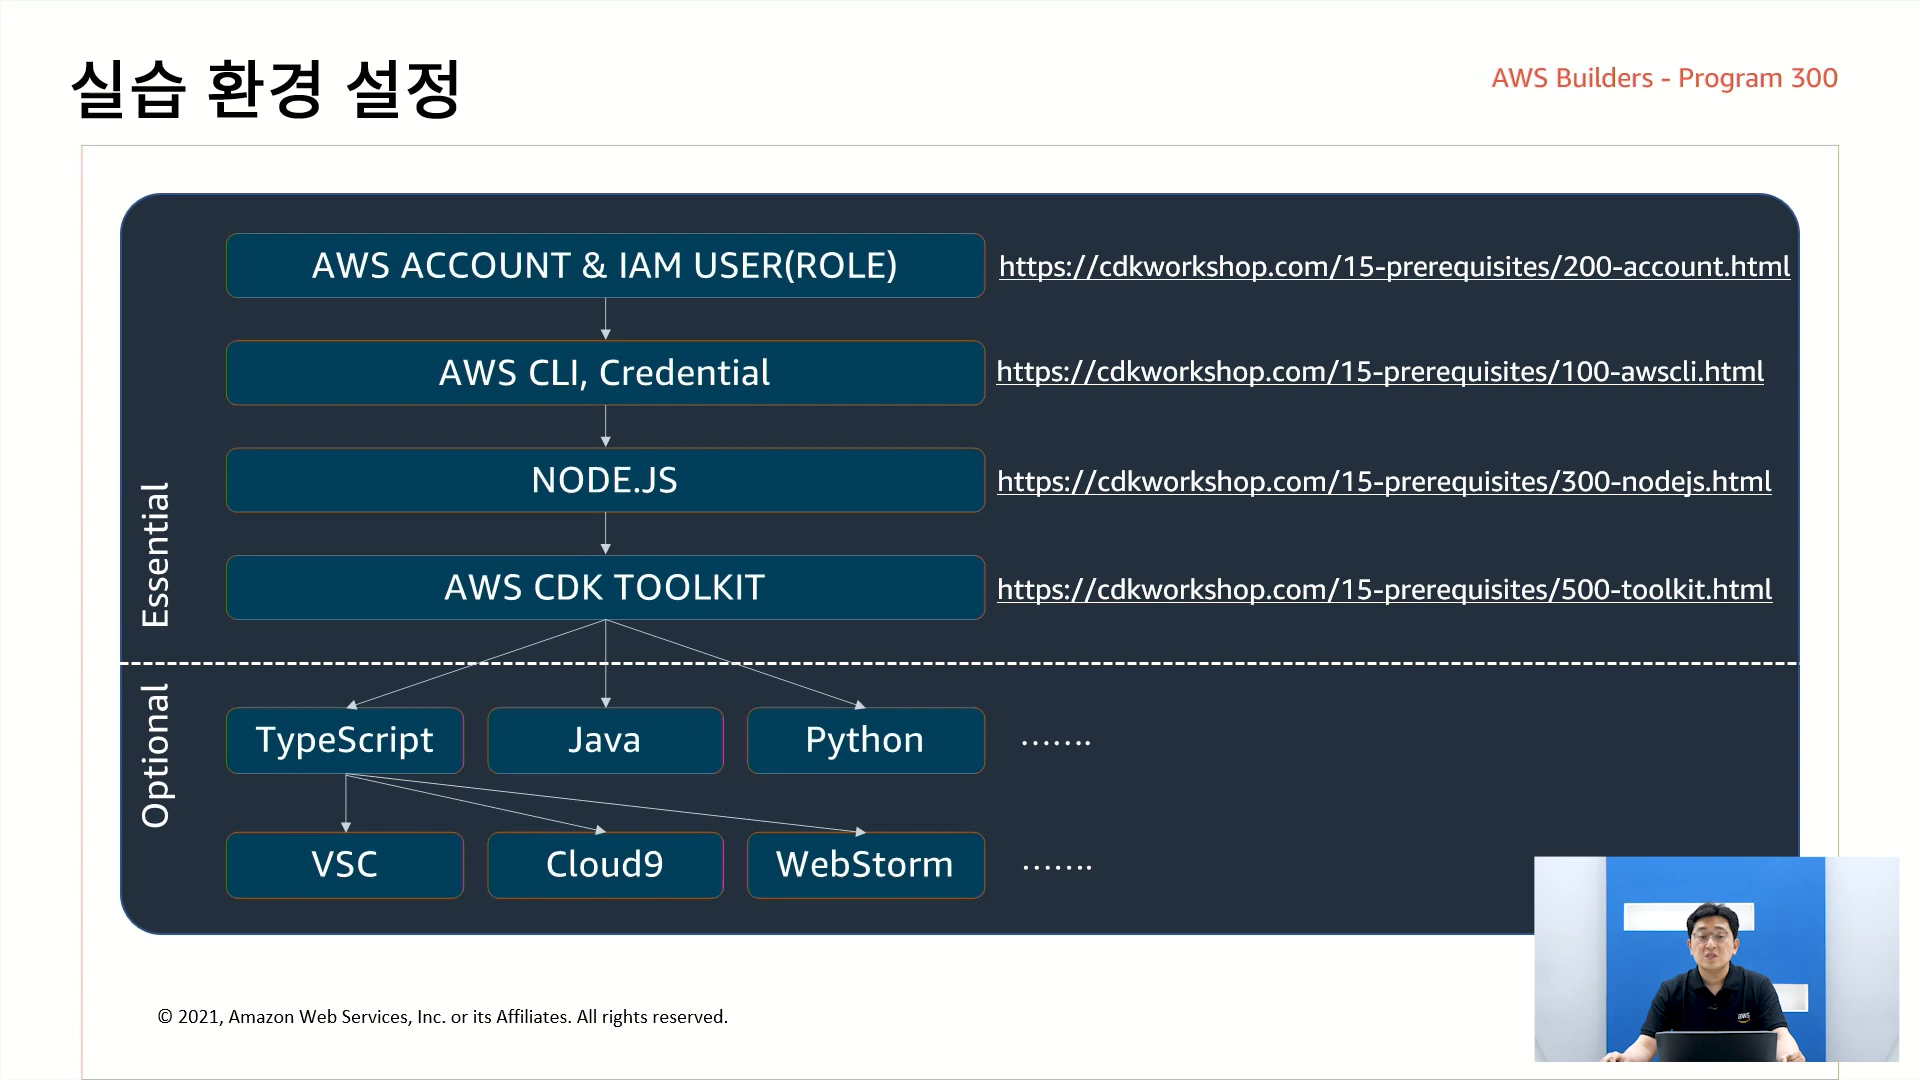 실습 환경 설정
AWS Builders - Program 300
AWS ACCOUNT & IAM USER(ROLE)
https://cdkworkshop.com/15-prerequisites/200-account.html
AWS CLI, Credential
https://cdkworkshop.com/15-prerequisites/100-awscli.html
NODE.JS
https://cdkworkshop.com/15-prerequisites/300-nodejs.html
Essential
AWS CDK TOOLKIT
https://cdkworkshop.com/15-prerequisites/500-toolkit.html
Optional
TypeScript
Java
Python
.......
VSC
Cloud9
WebStorm
.......
aws
© 2021, Amazon Web Services, Inc. or its Affiliates. All rights reserved.